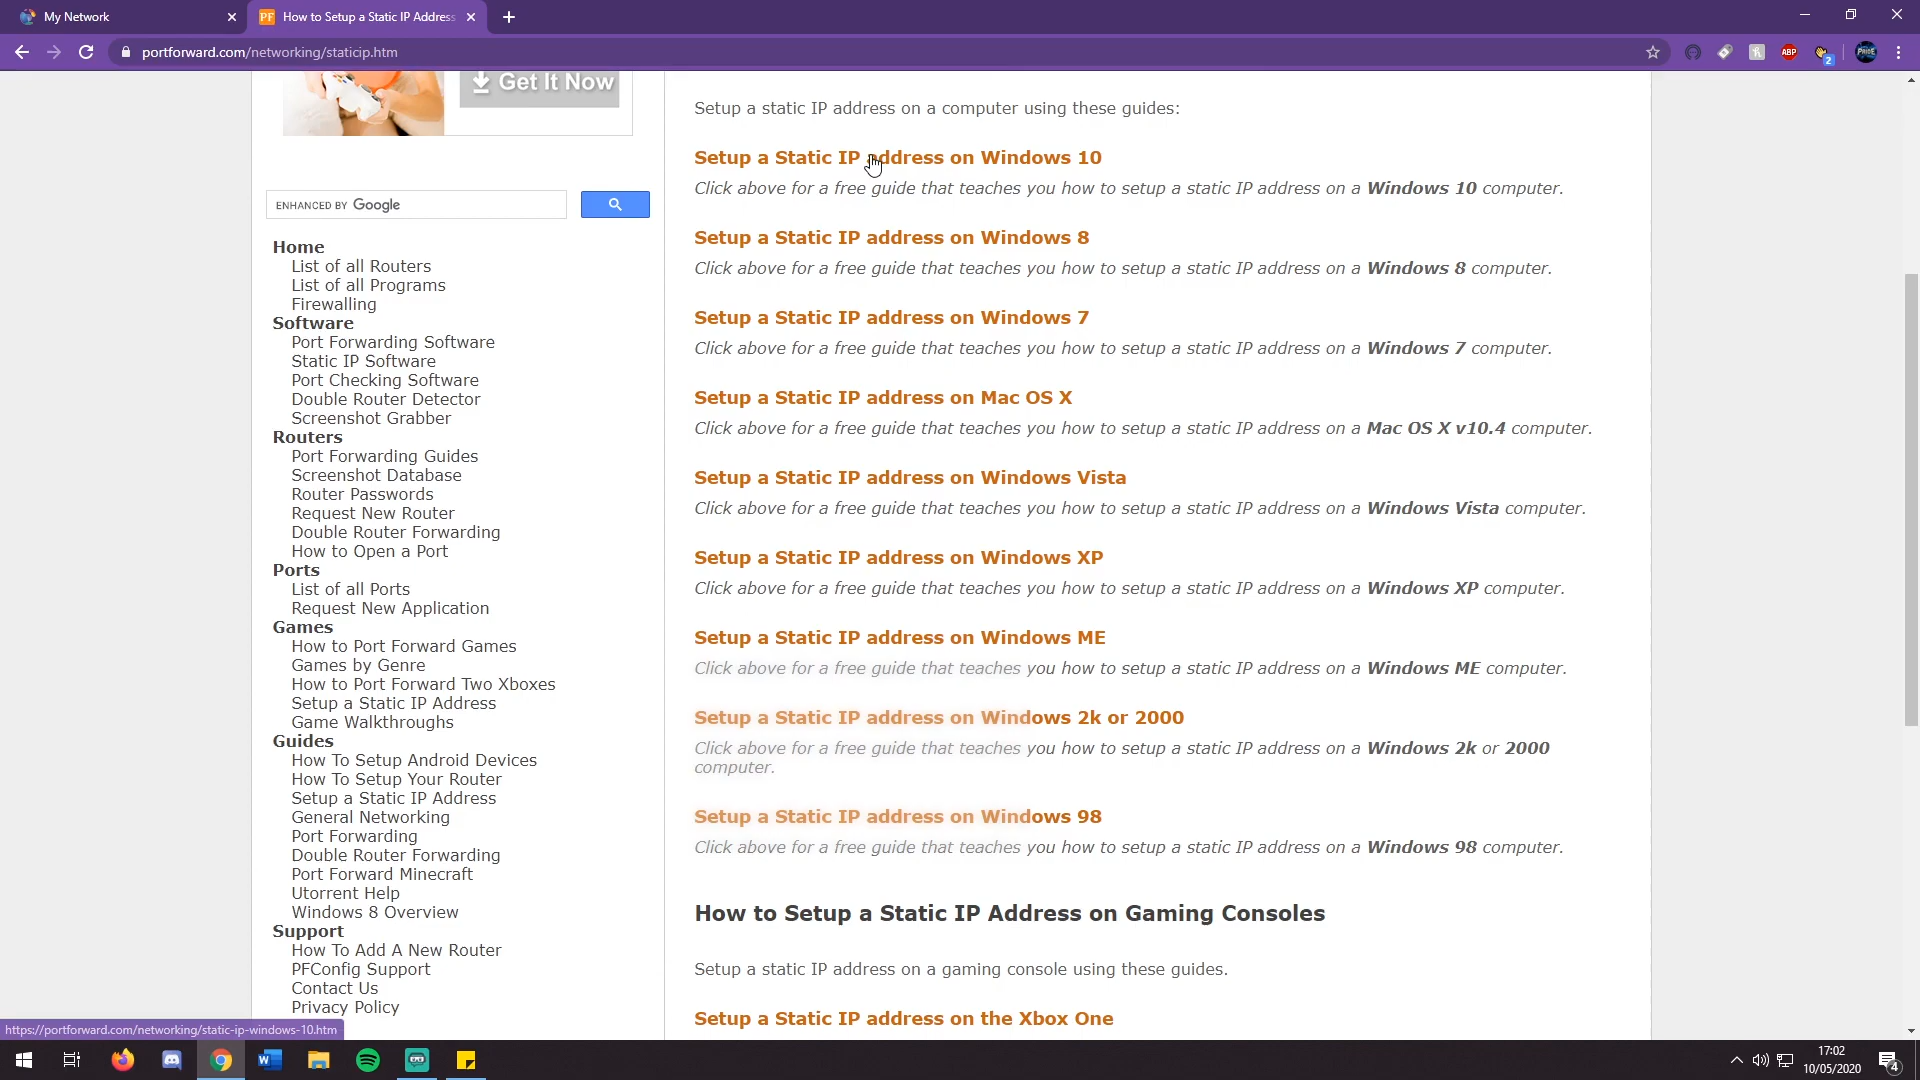 My Network
PF How to Setup a Static IP Address
portforward.com/networking/staticip.htm
ABP
2
PRIDE
Get It Now
ENHANCED BY Google
Home
List of all Routers
List of all Programs
Firewalling
Software
Port Forwarding Software
Static IP Software
Port Checking Software
Double Router Detector
Screenshot Grabber
Routers
Port Forwarding Guides
Screenshot Database
Router Passwords
Request New Router
Double Router Forwarding
How to Open a Port
Ports
List of all Ports
Request New Application
Games
How to Port Forward Games
Games by Genre
How to Port Forward Two Xboxes
Setup a Static IP Address
Game Walkthroughs
Guides
How To Setup Android Devices
How To Setup Your Router
Setup a Static IP Address
General Networking
Port Forwarding
Double Router Forwarding
Port Forward Minecraft
Utorrent Help
Windows 8 Overview
Support
How To Add A New Router
PFConfig Support
Contact Us
Privacy Policy
Setup a static IP address on a computer using these guides:
Setup a Static IP address on Windows 10
Click above for a free guide that teaches you how to setup a static IP address on a Windows 10 computer.
Setup a Static IP address on Windows 8
Click above for a free guide that teaches you how to setup a static IP address on a Windows 8 computer.
Setup a Static IP address on Windows 7
Click above for a free guide that teaches you how to setup a static IP address on a Windows 7 computer.
Setup a Static IP address on Mac OS X
Click above for a free guide that teaches you how to setup a static IP address on a Mac OS X v10.4 computer.
Setup a Static IP address on Windows Vista
Click above for a free guide that teaches you how to setup a static IP address on a Windows Vista computer.
Setup a Static IP address on Windows XP
Click above for a free guide that teaches you how to setup a static IP address on a Windows XP computer.
Setup a Static IP address on Windows ME
Click above for a free guide that teaches you how to setup a static IP address on a Windows ME computer.
Setup a Static IP address on Windows 2k or 2000
Click above for a free guide that teaches you how to setup a static IP address on a Windows 2k or 2000
computer.
Setup a Static IP address on Windows 98
Click above for a free guide that teaches you how to setup a static IP address on a Windows 98 computer.
How to Setup a Static IP Address on Gaming Consoles
Setup a static IP address on a gaming console using these guides.
Setup a Static IP address on the Xbox One
https://portforward.com/networking/static-ip-windows-10.htm
W
17:02
10/05/2020
4